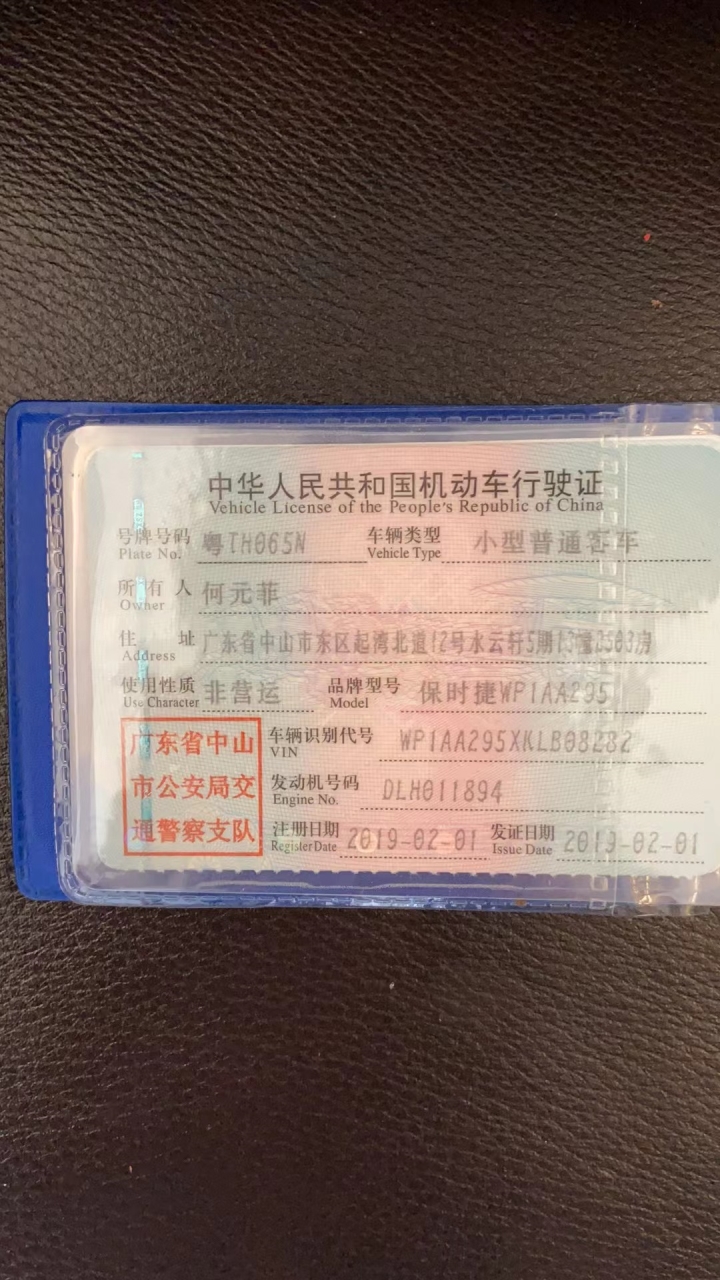 中华人民共和国机动车行驶证
Vehicle License of the People's Republic of China
号牌号码 粤TH065N 车辆类型 小型普通客车
Plate No. Vehicle Type
所有人 何元菲
Owner
住址 广东省中山市东区起湾北道12号水云轩5期13幢3503房
Address
使用性质 非营运 品牌型号 保时捷WP1AA295
Use Character Model
广东省中山
市公安局交
通警察支队
车辆识别代号 WP1AA295XKLB08282
VIN
发动机号码 DLH011894
Engine No.
注册日期 2019-02-01 发证日期 2019-02-01
Register Date Issue Date